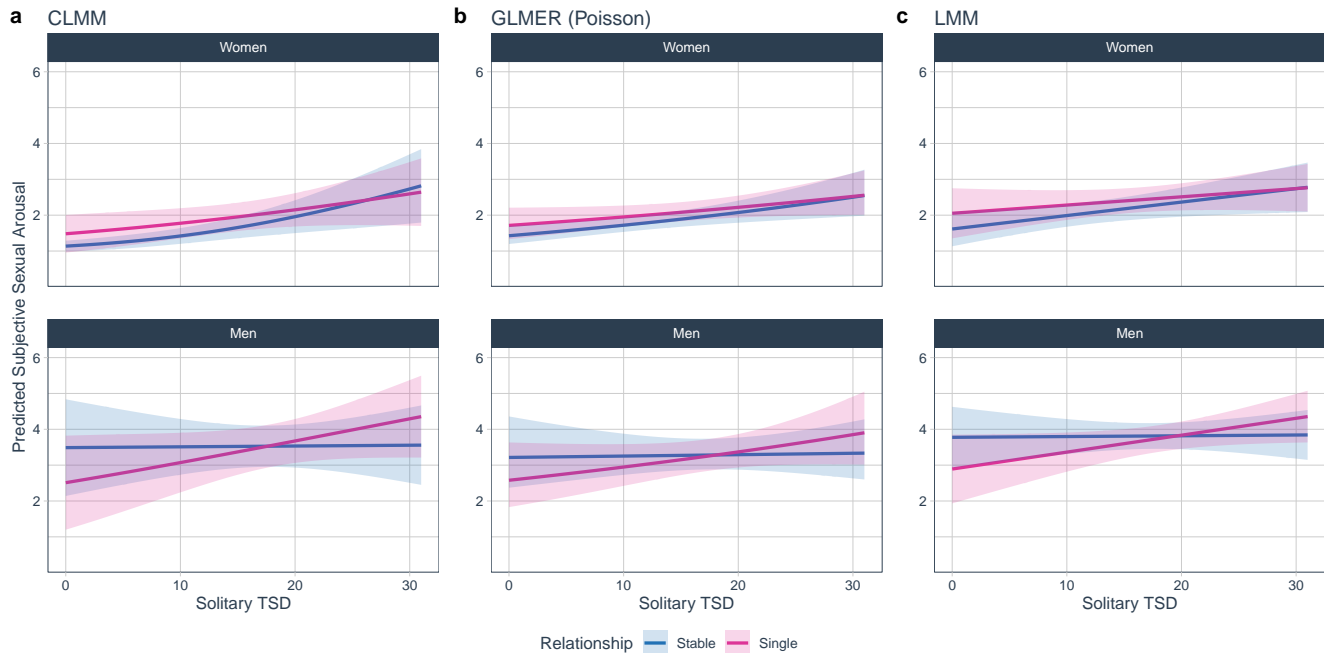 a CLMM
b GLMER (Poisson)
c LMM
Women
Women
Women
6
4
2
6
4
2
6
4
2
Predicted Subjective Sexual Arousal
Men
Men
Men
6
4
2
6
4
2
6
4
2
0 10 20 30
0 10 20 30
0 10 20 30
Solitary TSD
Solitary TSD
Solitary TSD
Relationship Stable Single